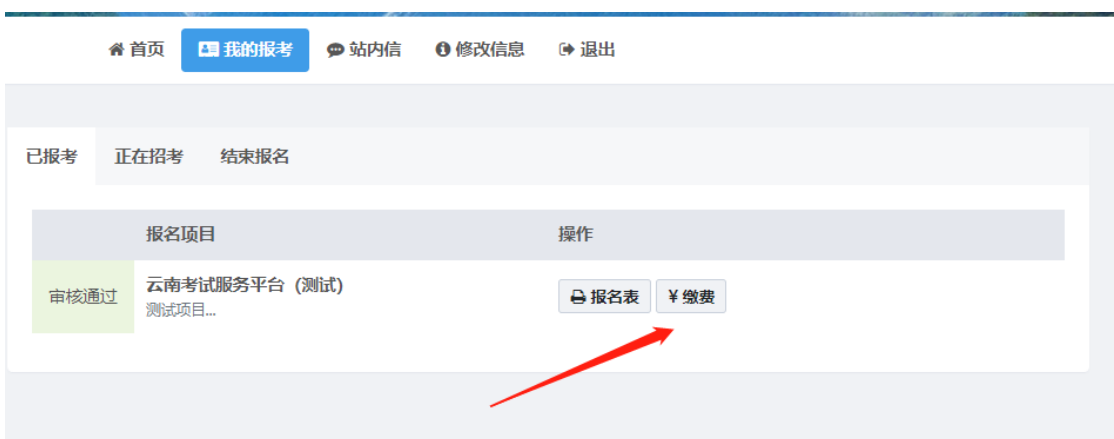 首页 我的报考 站内信 修改信息 退出
已报考 正在招考 结束报名
报名项目 操作
审核通过 云南考试服务平台（测试） 报名表 ¥ 缴费
测试项目...